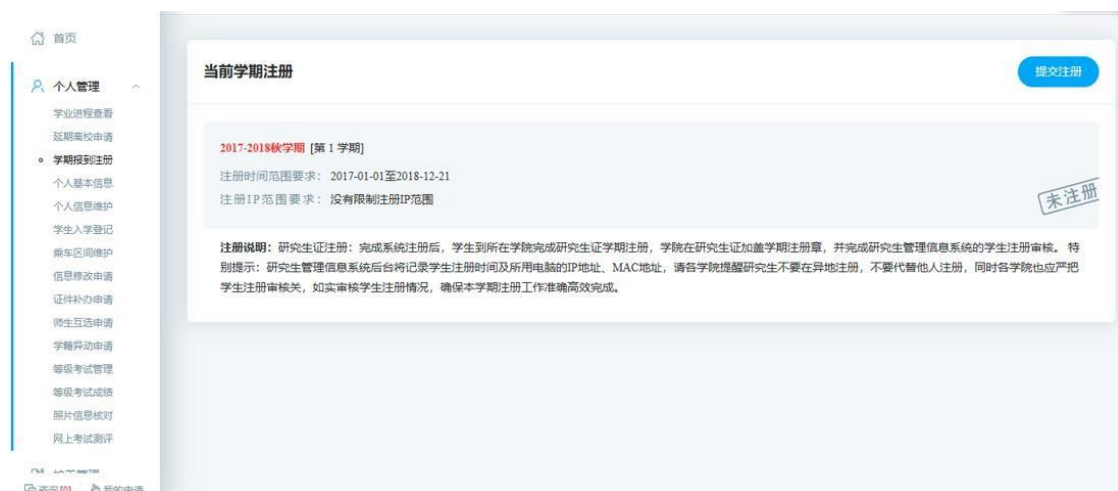 首页
个人管理
学业进程查看
延期离校申请
学期报到注册
个人基本信息
个人信息维护
学生入学登记
乘车区间维护
信息修改申请
证件补办申请
师生互选申请
学籍异动申请
等级考试管理
等级考试成绩
照片信息核对
网上考试测评
咨询[0] 我的申请
当前学期注册
提交注册
2017-2018秋学期 [第 1 学期]
注册时间范围要求： 2017-01-01至2018-12-21
注册IP范围要求： 没有限制注册IP范围
未注册
注册说明：研究生证注册：完成系统注册后，学生到所在学院完成研究生证学期注册，学院在研究生证加盖学期注册章，并完成研究生管理信息系统的学生注册审核。 特
别提示：研究生管理信息系统后台将记录学生注册时间及所用电脑的IP地址、MAC地址，请各学院提醒研究生不要在异地注册，不要代替他人注册，同时各学院也应严把
学生注册审核关，如实审核学生注册情况，确保本学期注册工作准确高效完成。